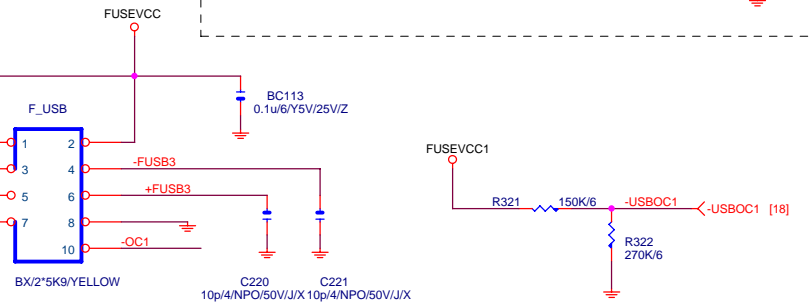 FUSEVCC
BC113
0.1u/6/Y5V/25V/Z
F_USB
1 2
3 4
5 6
7 8
10
-FUSB3
+FUSB3
-OC1
BX/2*5K9/YELLOW
C220
10p/4/NPO/50V/J/X
C221
10p/4/NPO/50V/J/X
FUSEVCC1
R321 150K/6
-USBOC1
-USBOC1 [18]
R322
270K/6